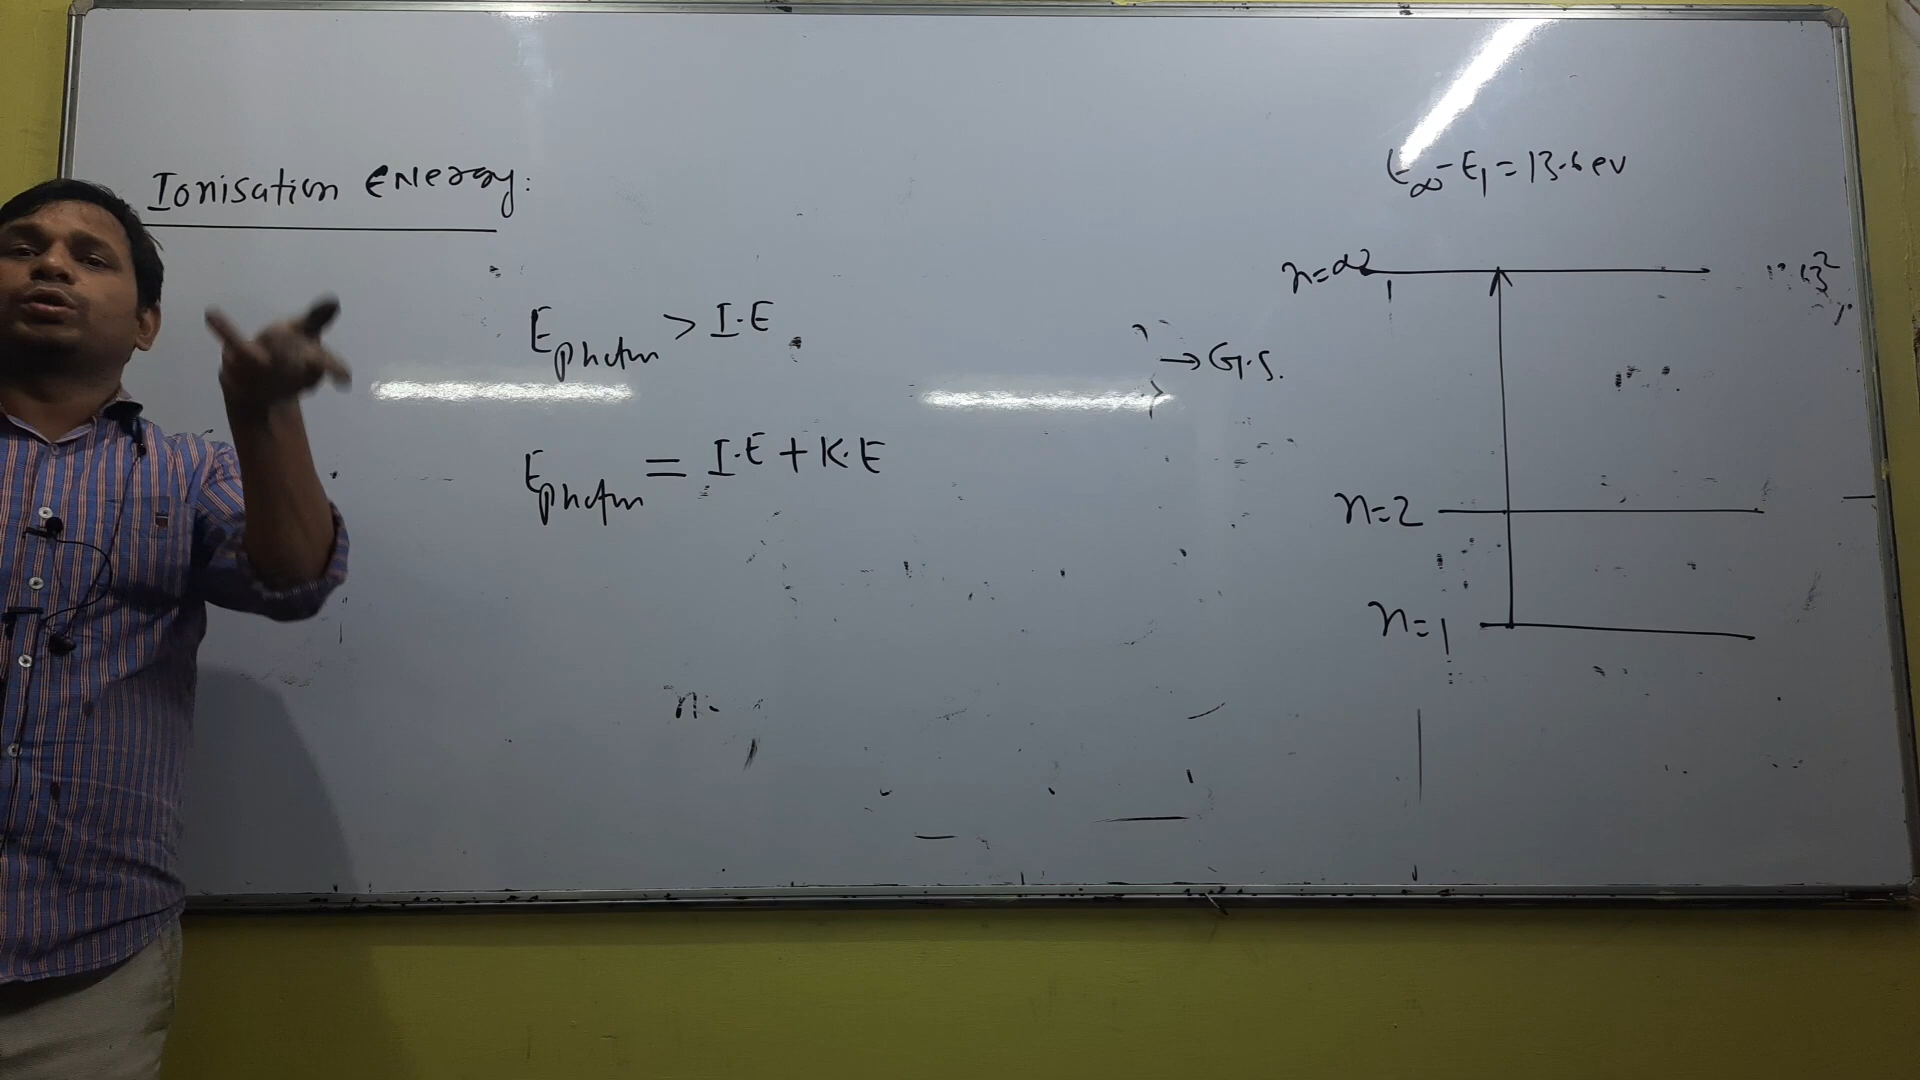 Ionisation Energy:
E∞ - E1 = 13.6 ev
n=∞
Ephoton > I.E
→ G.S.
Ephoton = I.E + K.E
n=2
n=1
n